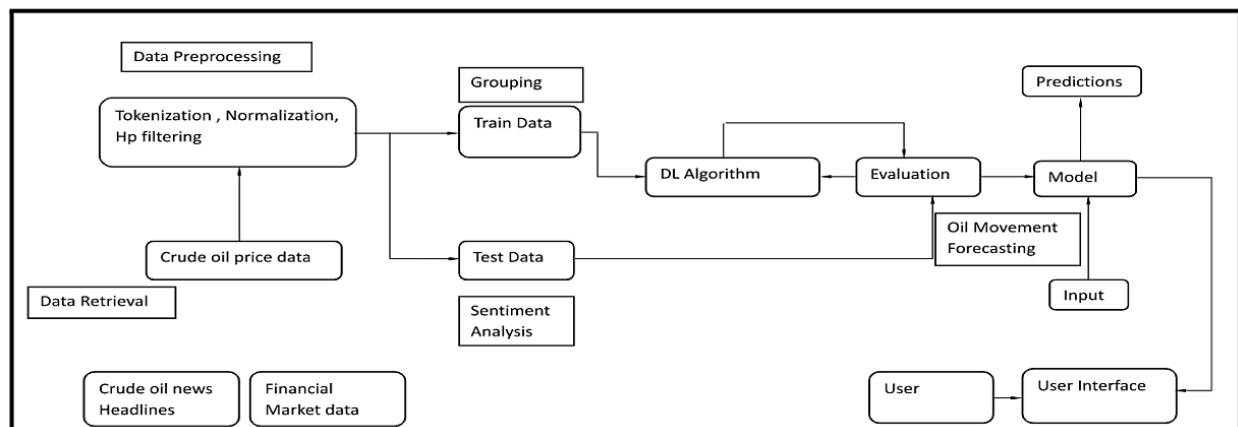 Data Preprocessing
Tokenization , Normalization,
Hp filtering
Grouping
Train Data
Predictions
DL Algorithm
Evaluation
Model
Crude oil price data
Test Data
Oil Movement
Forecasting
Data Retrieval
Sentiment
Analysis
Input
Crude oil news
Headlines
Financial
Market data
User
User Interface